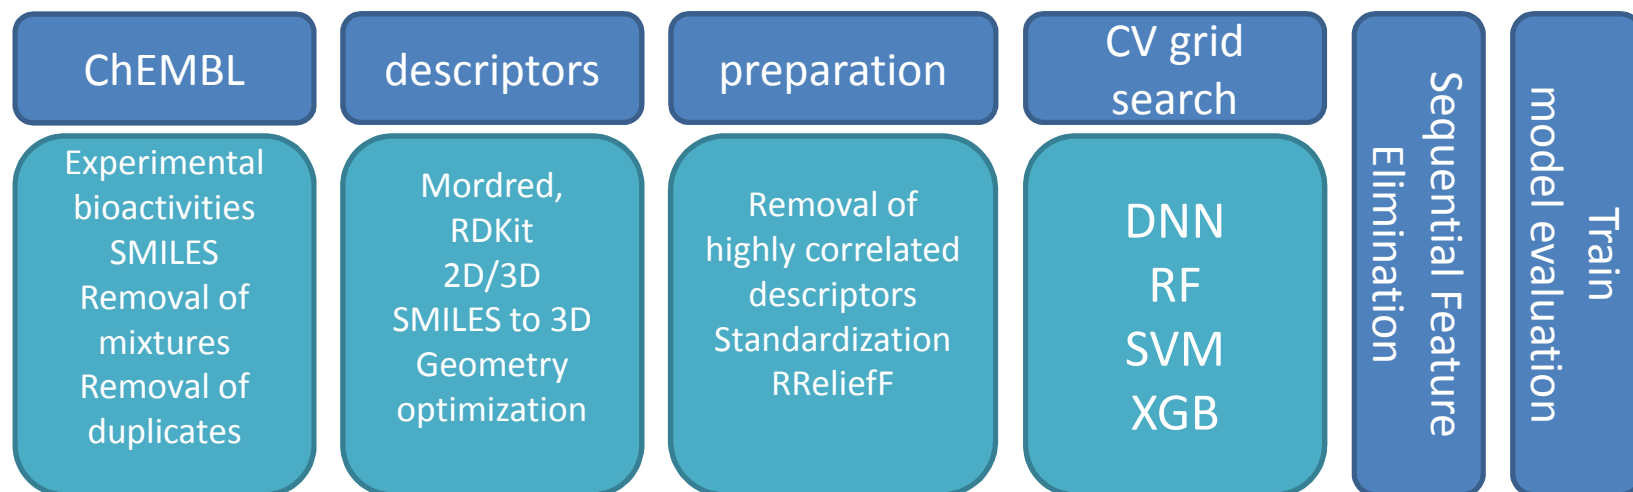 ChEMBL
Experimental
bioactivities
SMILES
Removal of
mixtures
Removal of
duplicates
descriptors
Mordred,
RDKit
2D/3D
SMILES to 3D
Geometry
optimization
preparation
Removal of
highly correlated
descriptors
Standardization
RReliefF
CV grid
search
DNN
RF
SVM
XGB
Sequential Feature
Elimination
Train
model evaluation